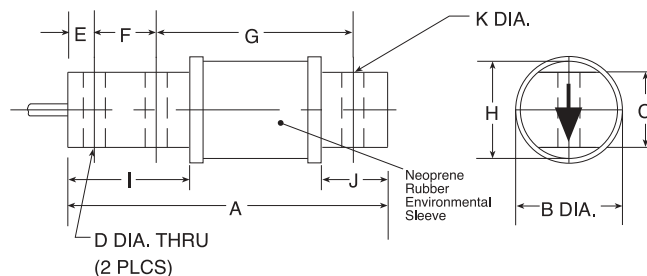 E
F
G
K DIA.
H
C
I
J
Neoprene
Rubber
Environmental
Sleeve
A
B DIA.
D DIA. THRU
(2 PLCS)